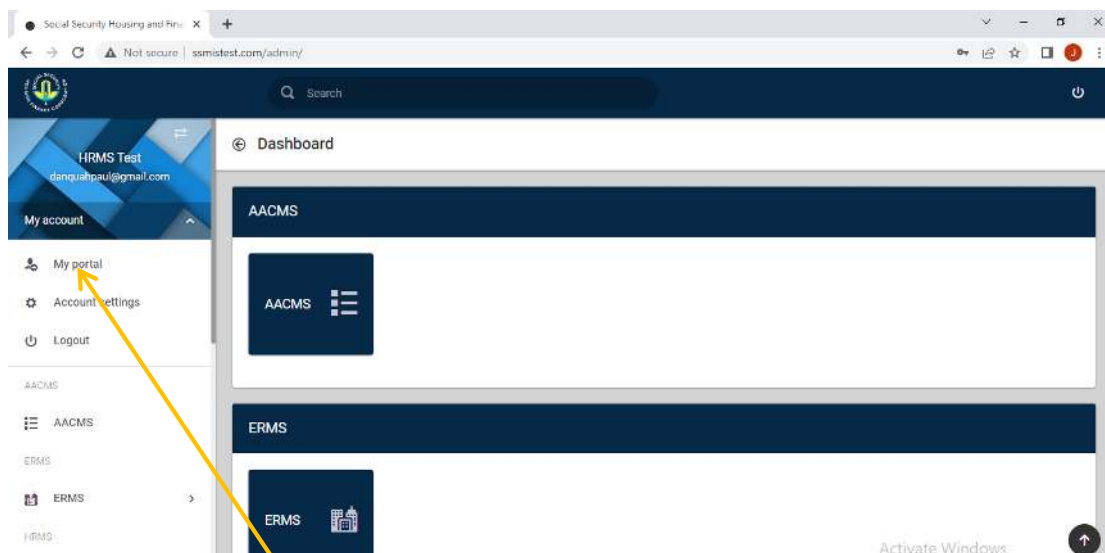 Social Security Housing and Fina
Not secure | ssmistest.com/admin/
Search
HRMS Test
danquahpaul@gmail.com
My account
My portal
Account settings
Logout
AACMS
AACMS
ERMS
ERMS
HRMS
Dashboard
AACMS
AACMS
ERMS
ERMS
Activate Windows
J